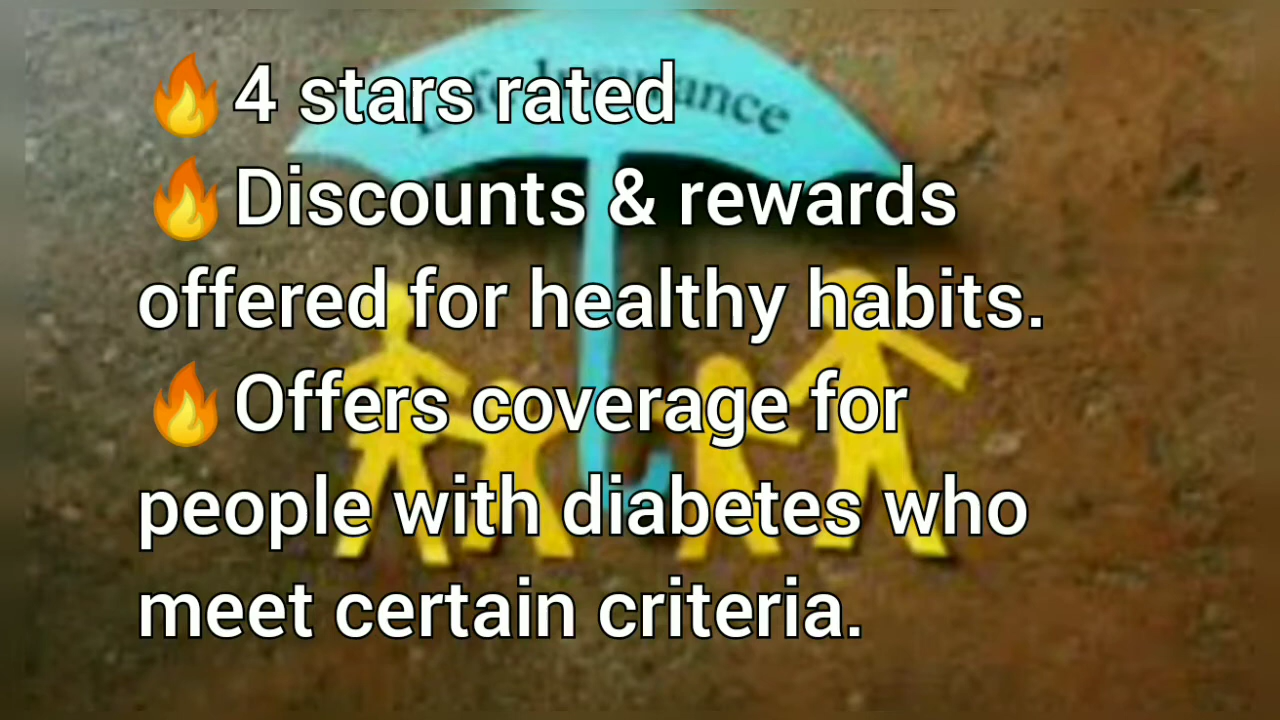 🔥4 stars rated
🔥Discounts & rewards
offered for healthy habits.
🔥Offers coverage for
people with diabetes who
meet certain criteria.